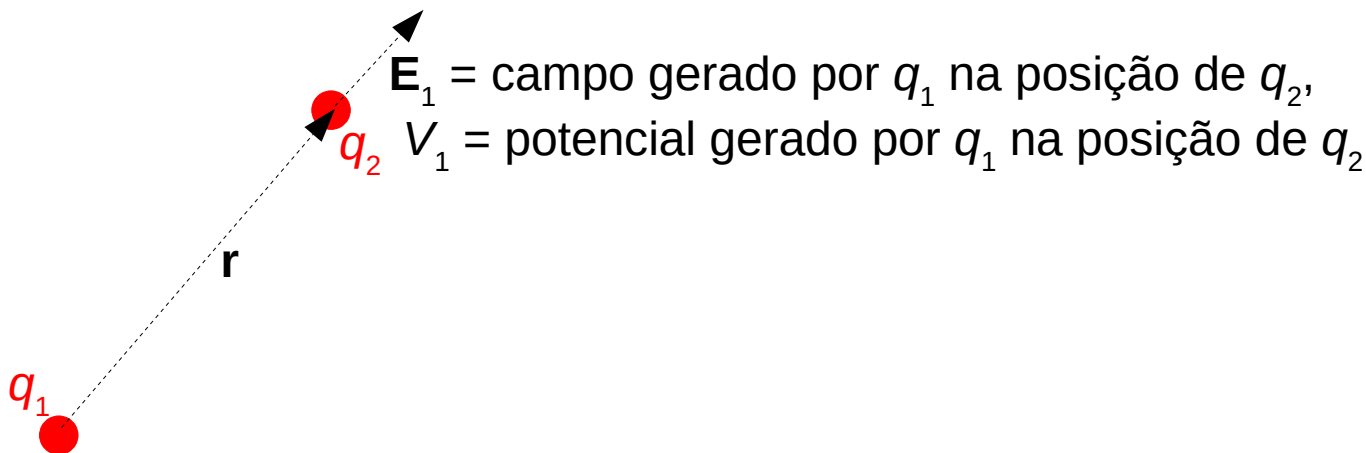 E₁ = campo gerado por q₁ na posição de q₂,
q₂ V₁ = potencial gerado por q₁ na posição de q₂
r
q₁